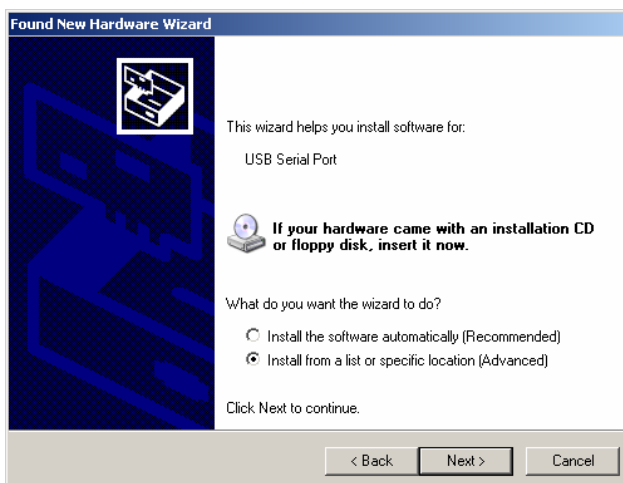 Found New Hardware Wizard
This wizard helps you install software for:
USB Serial Port
If your hardware came with an installation CD
or floppy disk, insert it now.
What do you want the wizard to do?
Install the software automatically (Recommended)
Install from a list or specific location (Advanced)
Click Next to continue.
< Back Next > Cancel